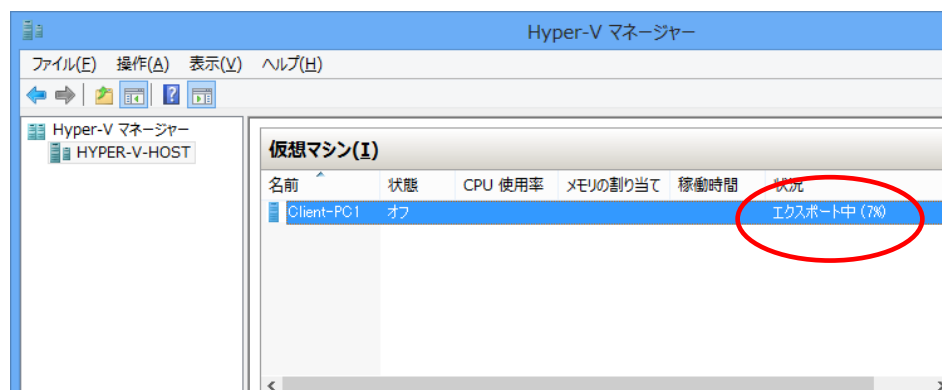 Hyper-V マネージャー
ファイル(F) 操作(A) 表示(V) ヘルプ(H)
Hyper-V マネージャー
HYPER-V-HOST
仮想マシン(I)
名前 状態 CPU 使用率 メモリの割り当て 稼働時間 状況
Client-PC1 オフ エクスポート中 (7%)